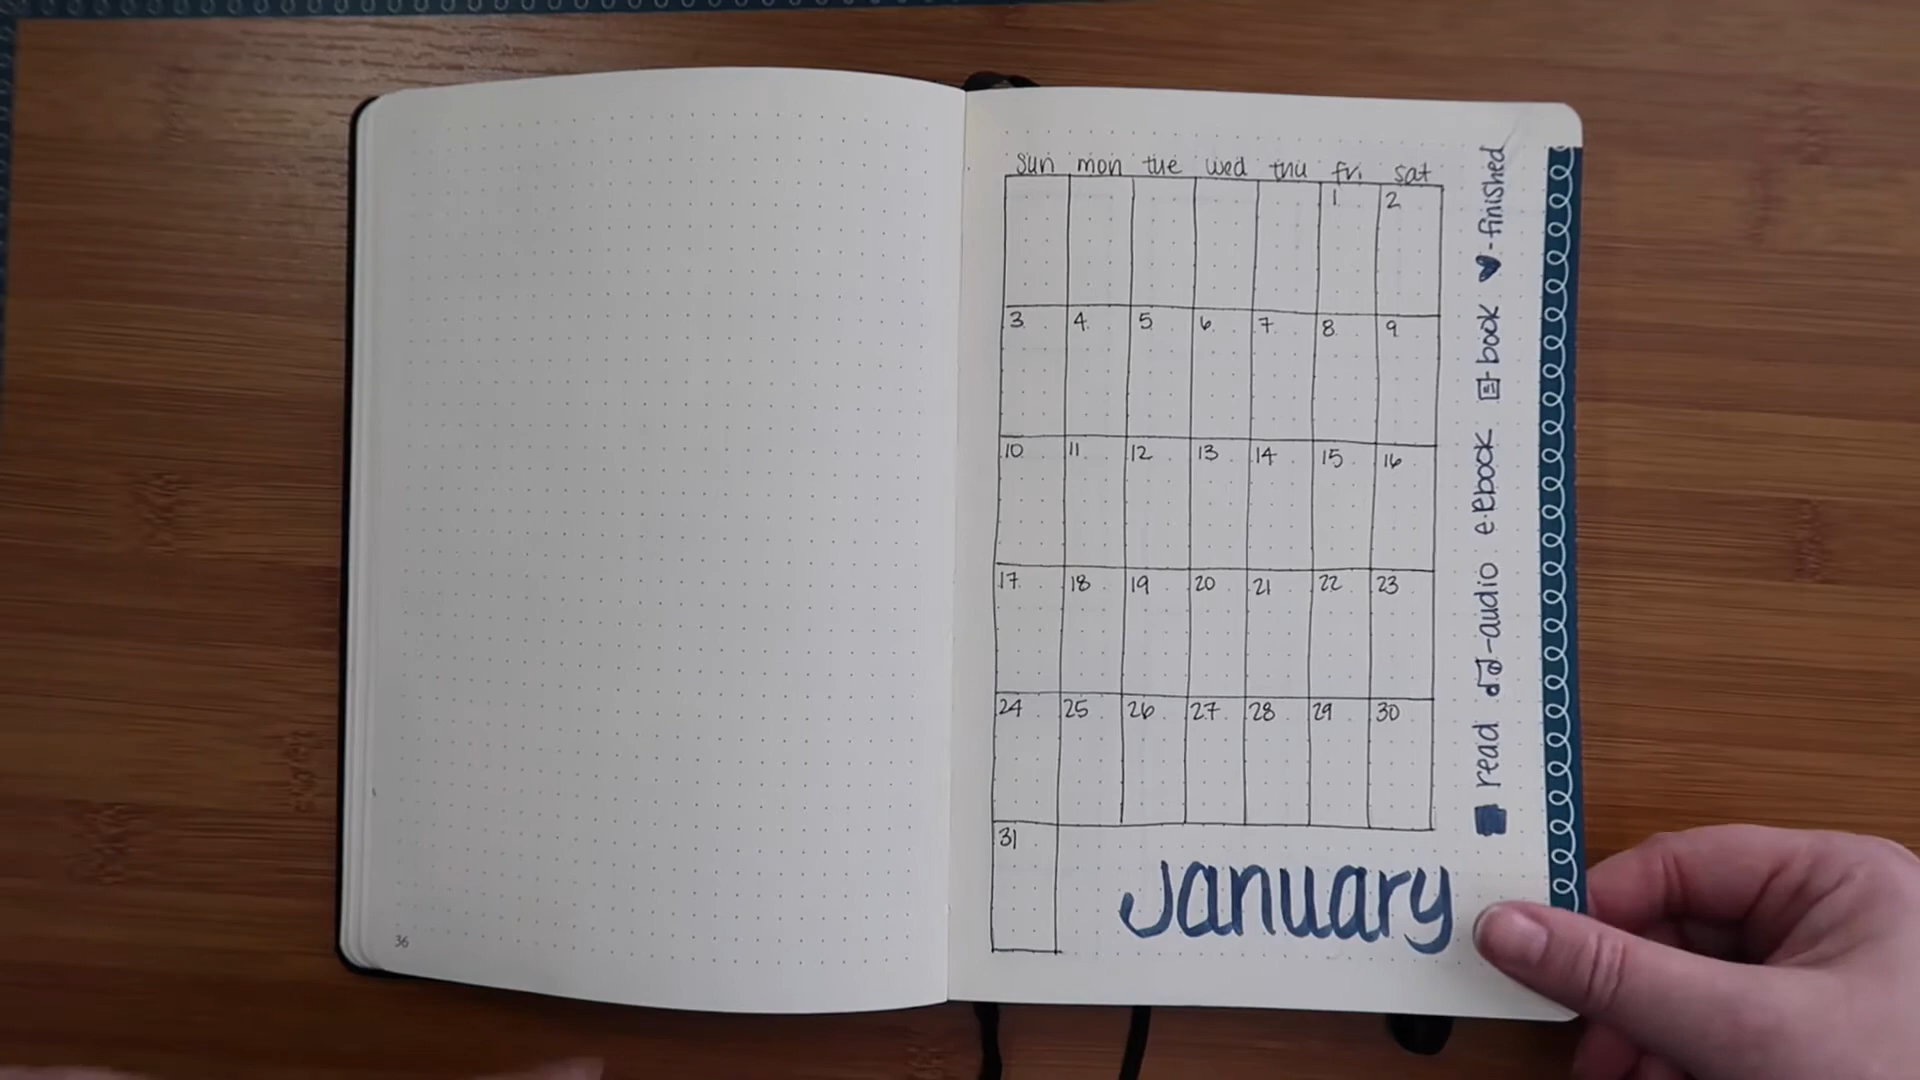 sun mon tue wed thu fri sat
1 2
3 4 5 6 7 8 9
10 11 12 13 14 15 16
17 18 19 20 21 22 23
24 25 26 27 28 29 30
31
January
read -audio eBook -book -finished
36